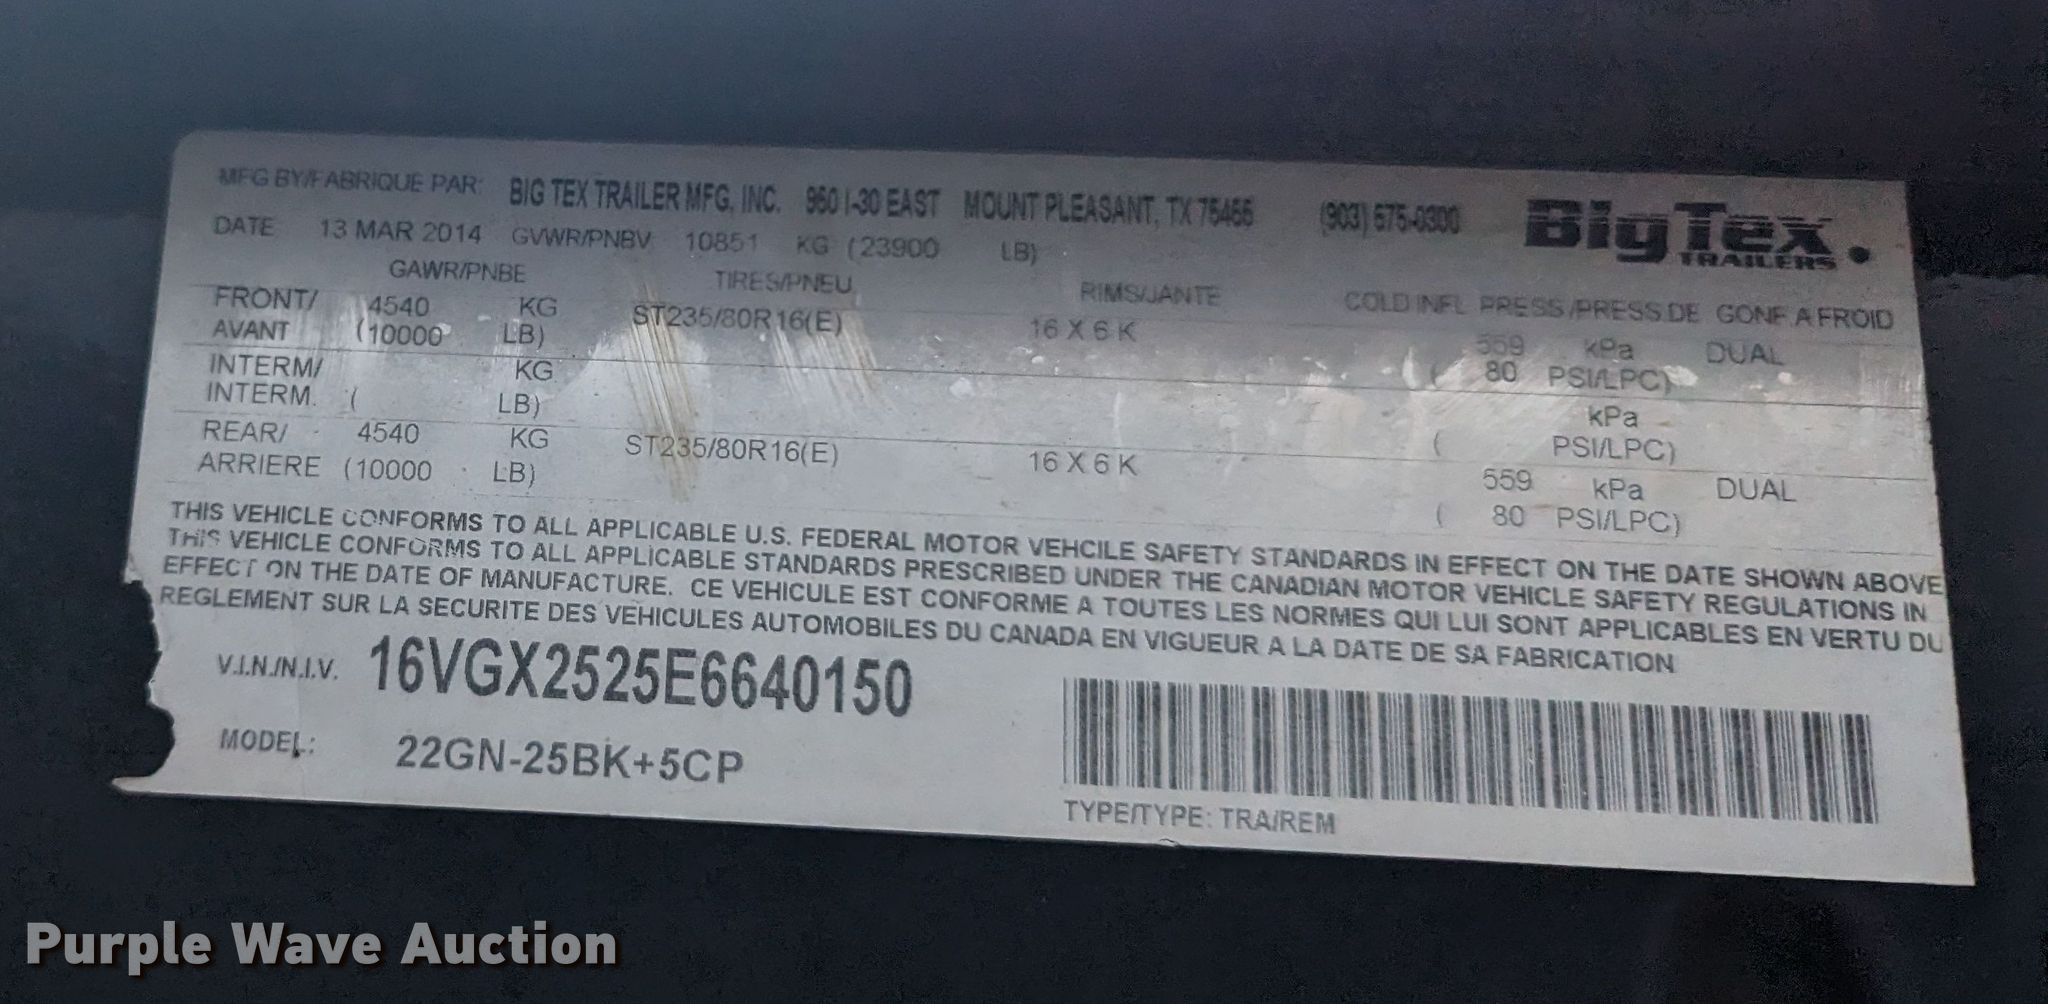 MFG BY/FABRIQUE PAR: BIG TEX TRAILER MFG, INC. 950 I-30 EAST MOUNT PLEASANT, TX 75455 (903) 575-0300 BigTex TRAILERS
DATE 13 MAR 2014 GVWR/PNBV 10851 KG (23900 LB)
GAWR/PNBE TIRES/PNEU RIMS/JANTE COLD INFL PRESS/PRESS.DE GONF A FROID
FRONT/ 4540 KG ST235/80R16(E) 16 X 6 K 559 kPa DUAL
AVANT (10000 LB) ( 80 PSI/LPC)
INTERM/ KG kPa
INTERM. ( LB) ( PSI/LPC)
REAR/ 4540 KG ST235/80R16(E) 16 X 6 K 559 kPa DUAL
ARRIERE (10000 LB) ( 80 PSI/LPC)
THIS VEHICLE CONFORMS TO ALL APPLICABLE U.S. FEDERAL MOTOR VEHCILE SAFETY STANDARDS IN EFFECT ON THE DATE SHOWN ABOVE
THIS VEHICLE CONFORMS TO ALL APPLICABLE STANDARDS PRESCRIBED UNDER THE CANADIAN MOTOR VEHICLE SAFETY REGULATIONS IN
EFFECT ON THE DATE OF MANUFACTURE. CE VEHICULE EST CONFORME A TOUTES LES NORMES QUI LUI SONT APPLICABLES EN VERTU DU
REGLEMENT SUR LA SECURITE DES VEHICULES AUTOMOBILES DU CANADA EN VIGUEUR A LA DATE DE SA FABRICATION
V.I.N./N.I.V. 16VGX2525E6640150
MODEL: 22GN-25BK+5CP
TYPE/TYPE: TRA/REM
Purple Wave Auction